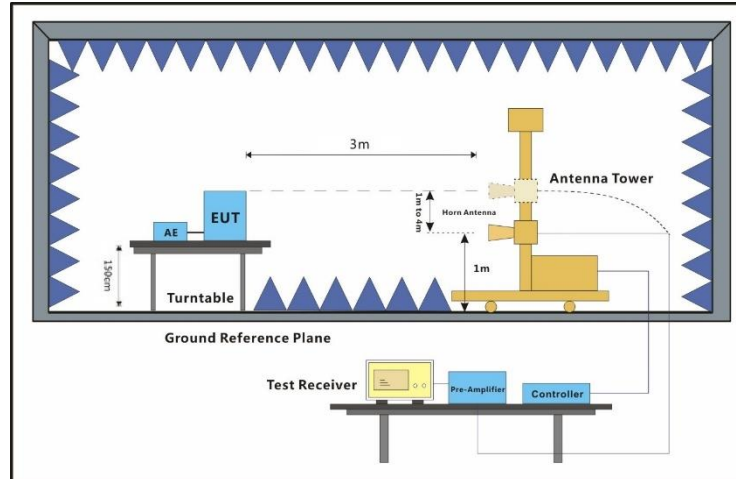 3m
Antenna Tower
1m to 4m
Horn Antenna
EUT
AE
150cm
1m
Turntable
Ground Reference Plane
Test Receiver
Pre-Amplifier
Controller